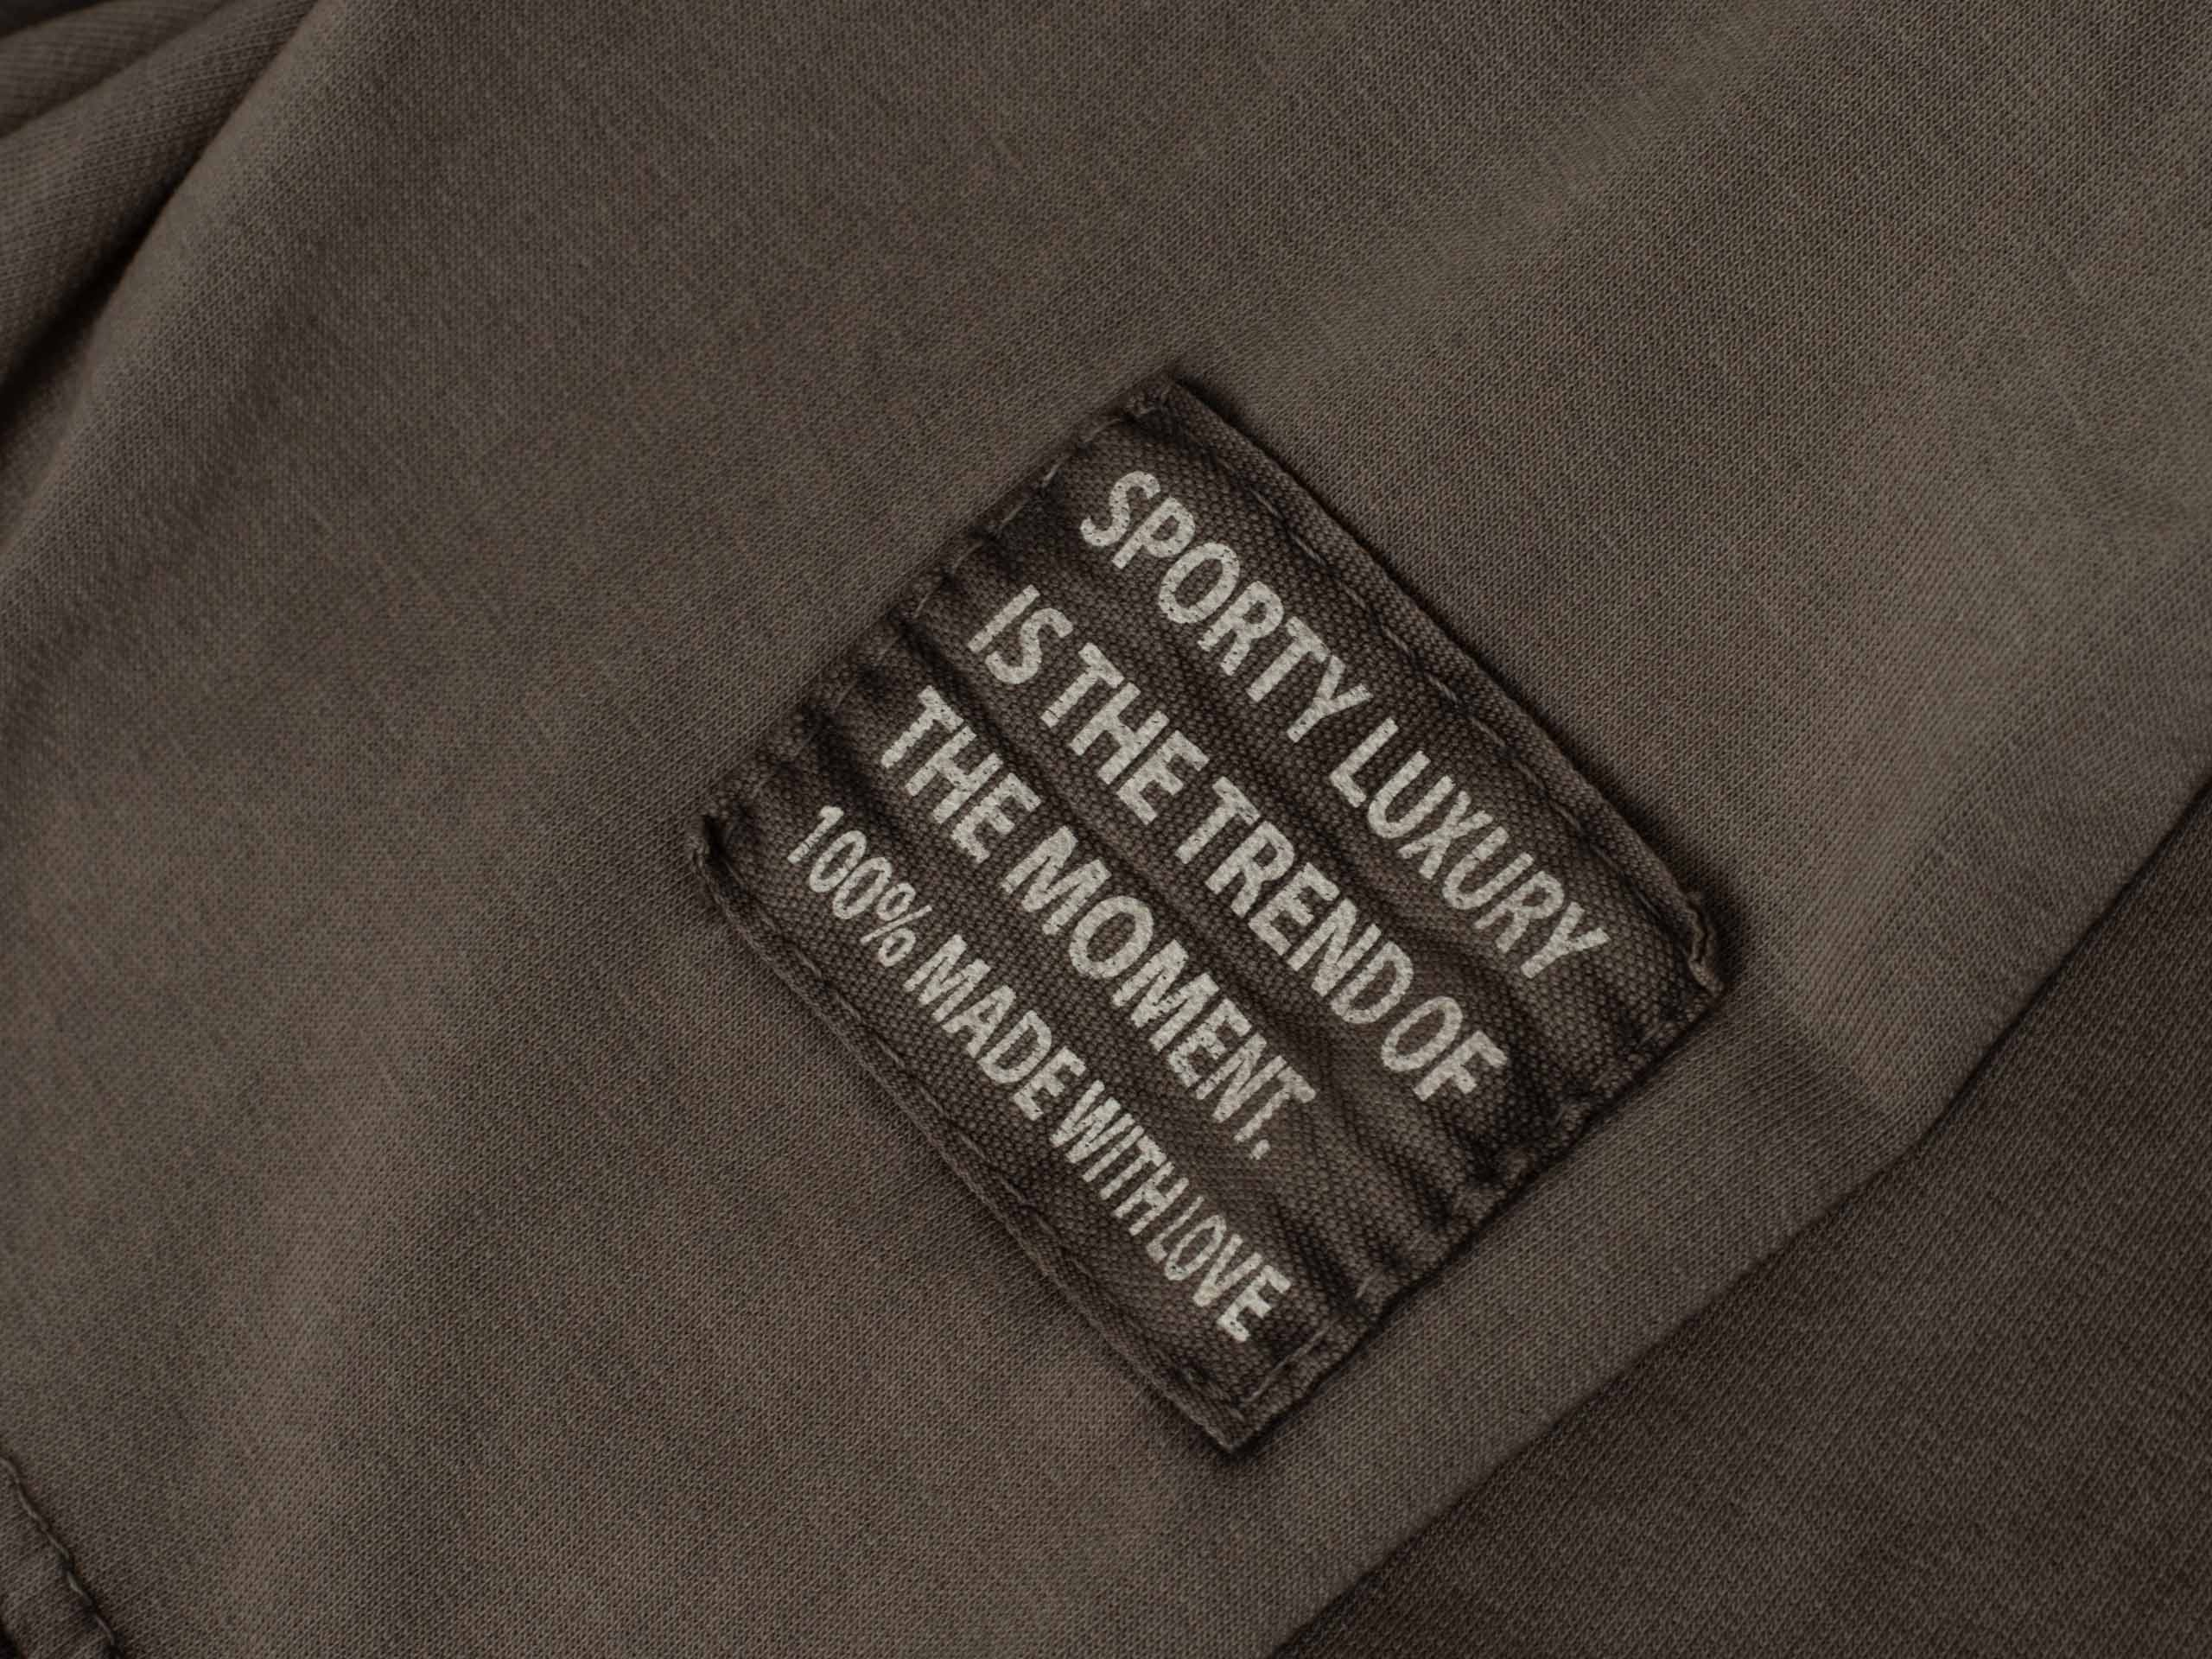 SPORTY LUXURY
IS THE TREND OF
THE MOMENT.
100% MADE WITH LOVE